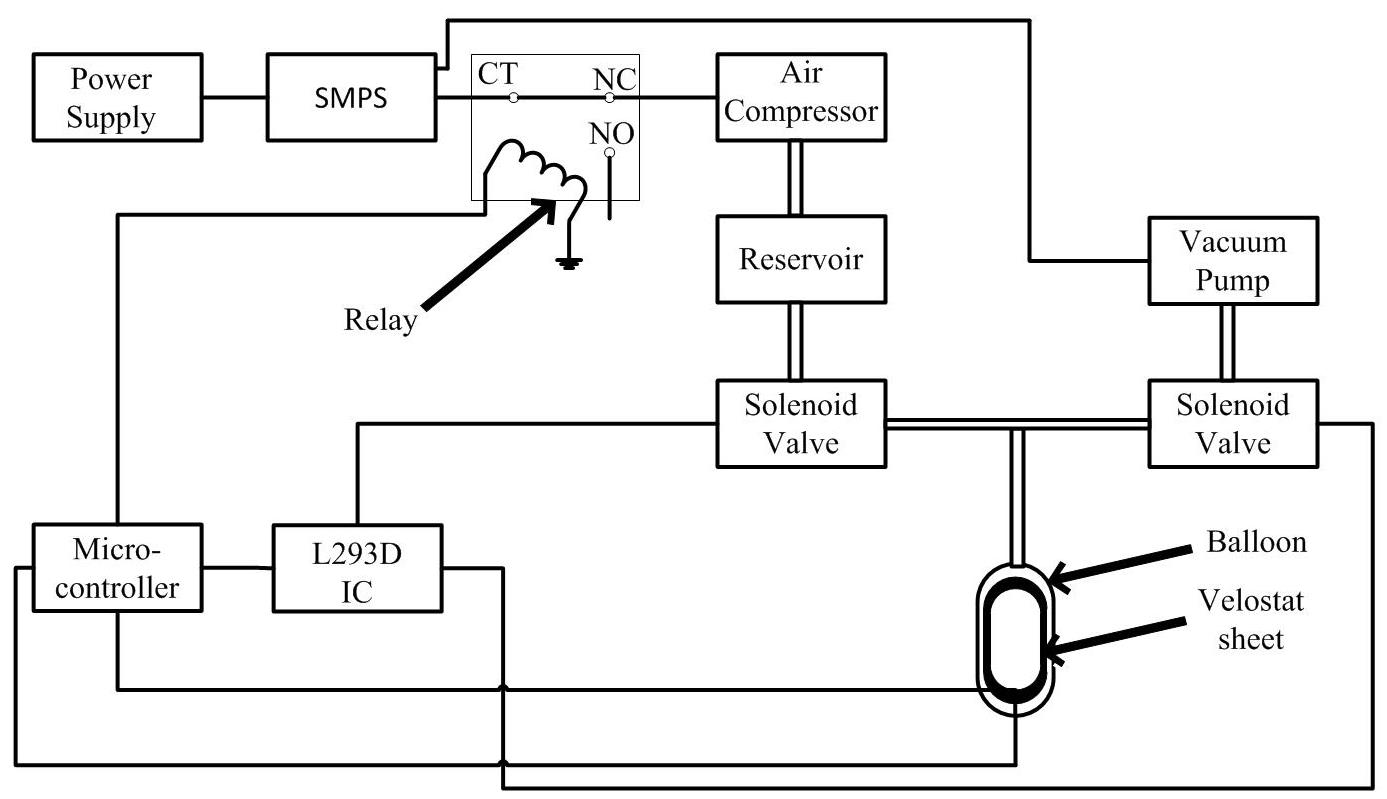 Power
Supply
SMPS
CT
NC
NO
Air
Compressor
Relay
Reservoir
Vacuum
Pump
Solenoid
Valve
Solenoid
Valve
Micro-
controller
L293D
IC
Balloon
Velostat
sheet